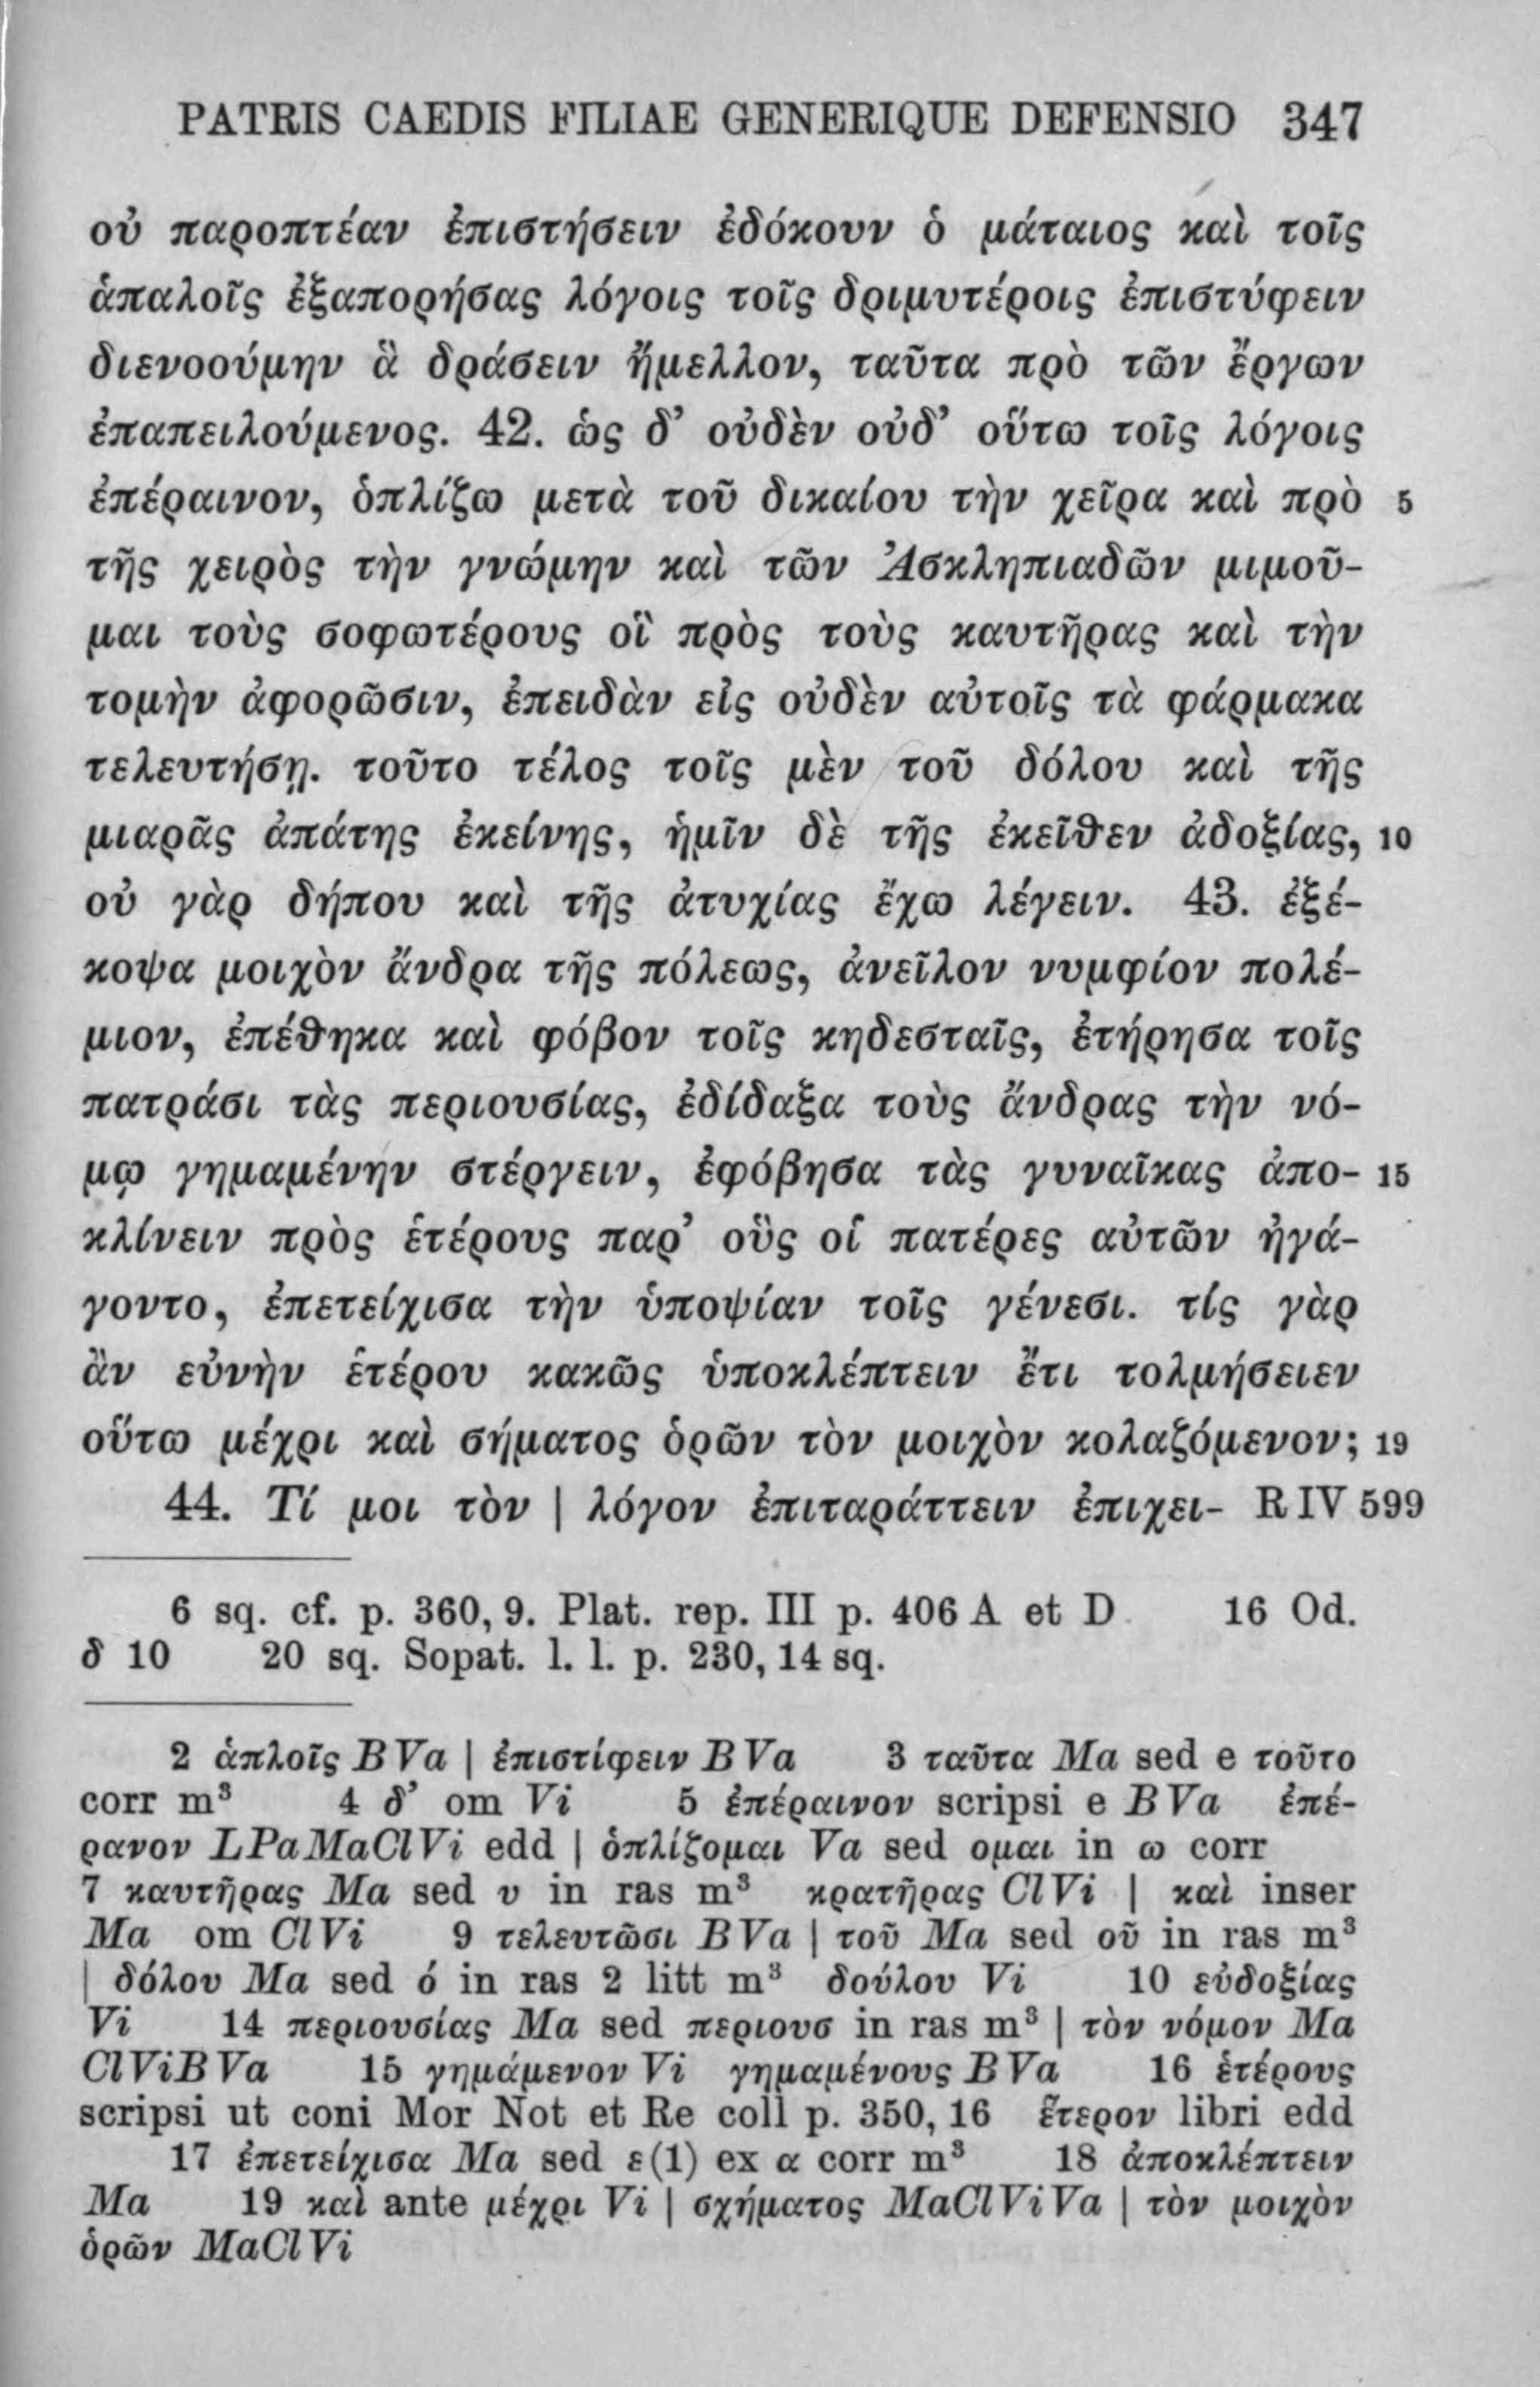 PATRIS CAEDIS FILIAE GENERIQUE DEFENSIO 347
οὐ παροπτέαν ἐπιστήσειν ἐδόκουν ὁ μάταιος καὶ τοῖς
ἁπαλοῖς ἐξαπορήσας λόγοις τοῖς δριμυτέροις ἐπιστύφειν
διενοούμην ἃ δράσειν ἤμελλον, ταῦτα πρὸ τῶν ἔργων
ἐπαπειλούμενος. 42. ὡς δ’ οὐδὲν οὐδ’ οὕτω τοῖς λόγοις
ἐπέραινον, ὁπλίζω μετὰ τοῦ δικαίου τὴν χεῖρα καὶ πρὸ 5
τῆς χειρὸς τὴν γνώμην καὶ τῶν Ἀσκληπιαδῶν μιμοῦ-
μαι τοὺς σοφωτέρους οἳ πρὸς τοὺς καυτῆρας καὶ τὴν
τομὴν ἀφορῶσιν, ἐπειδὰν εἰς οὐδὲν αὐτοῖς τὰ φάρμακα
τελευτήσῃ. τοῦτο τέλος τοῖς μὲν τοῦ δόλου καὶ τῆς
μιαρᾶς ἀπάτης ἐκείνης, ἡμῖν δὲ τῆς ἐκεῖθεν ἀδοξίας, 10
οὐ γὰρ δήπου καὶ τῆς ἀτυχίας ἔχω λέγειν. 43. ἐξέ-
κοψα μοιχὸν ἄνδρα τῆς πόλεως, ἀνεῖλον νυμφίον πολέ-
μιον, ἐπέθηκα καὶ φόβον τοῖς κηδεσταῖς, ἐτήρησα τοῖς
πατράσι τὰς περιουσίας, ἐδίδαξα τοὺς ἄνδρας τὴν νό-
μῳ γημαμένην στέργειν, ἐφόβησα τὰς γυναῖκας ἀπο- 15
κλίνειν πρὸς ἑτέρους παρ’ οὓς οἱ πατέρες αὐτῶν ἠγά-
γοντο, ἐπετείχισα τὴν ὑποψίαν τοῖς γένεσι. τίς γὰρ
ἂν εὐνὴν ἑτέρου κακῶς ὑποκλέπτειν ἔτι τολμήσειεν
οὕτω μέχρι καὶ σήματος ὁρῶν τὸν μοιχὸν κολαζόμενον; 19
44. Τί μοι τὸν | λόγον ἐπιταράττειν ἐπιχει- R IV 599
6 sq. cf. p. 360, 9. Plat. rep. III p. 406 A et D 16 Od.
δ 10 20 sq. Sopat. l. l. p. 230, 14 sq.
2 ἁπλοῖς B Va | ἐπιστίφειν B Va 3 ταῦτα Ma sed e τοῦτο
corr m³ 4 δ’ om Vi 5 ἐπέραινον scripsi e B Va ἐπέ-
ρανον LPaMaClVi edd | ὁπλίζομαι Va sed ομαι in ω corr
7 καυτῆρας Ma sed υ in ras m³ κρατῆρας ClVi | καὶ inser
Ma om ClVi 9 τελευτῶσι B Va | τοῦ Ma sed οῦ in ras m³
| δόλου Ma sed ό in ras 2 litt m³ δούλου Vi 10 εὐδοξίας
Vi 14 περιουσίας Ma sed περιουσ in ras m³ | τὸν νόμον Ma
ClViB Va 15 γημάμενον Vi γημαμένους B Va 16 ἑτέρους
scripsi ut coni Mor Not et Re coll p. 350, 16 ἕτερον libri edd
17 ἐπετείχισα Ma sed ε(1) ex α corr m³ 18 ἀποκλέπτειν
Ma 19 καὶ ante μέχρι Vi | σχήματος MaClViVa | τὸν μοιχὸν
ὁρῶν MaClVi